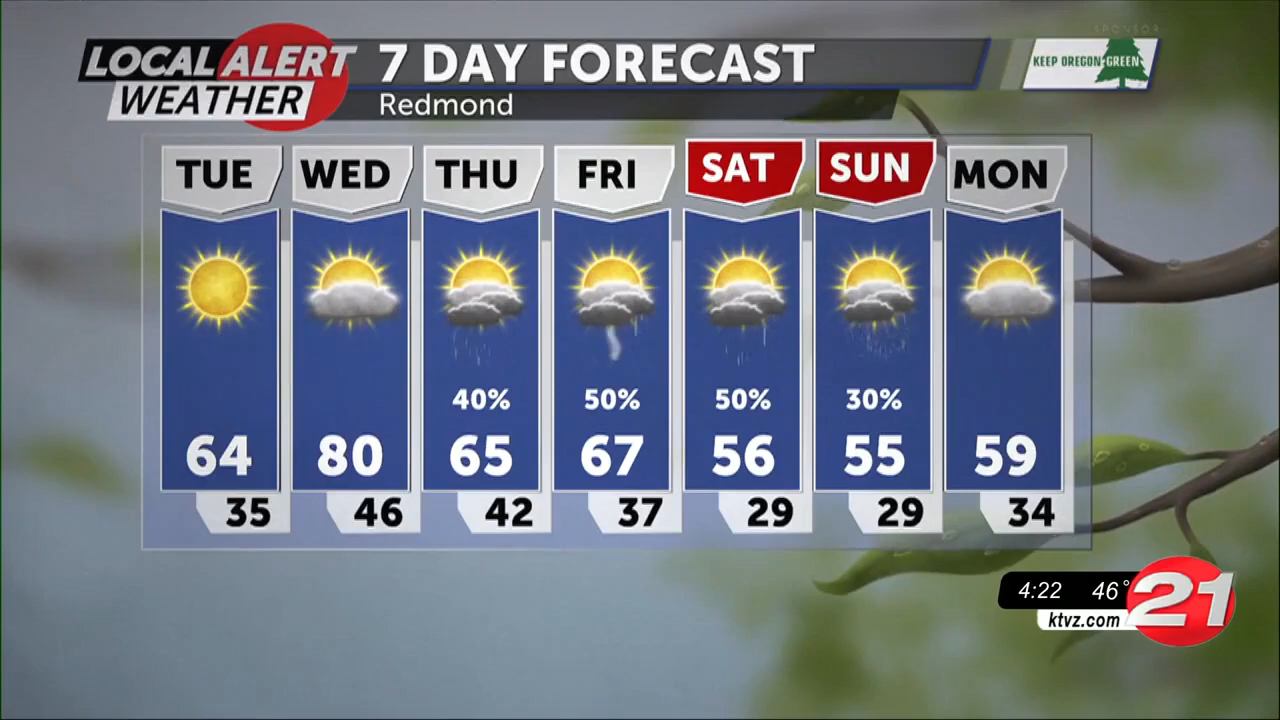 SPONSOR
LOCAL ALERT
WEATHER
7 DAY FORECAST
Redmond
KEEP OREGON GREEN
TUE WED THU FRI SAT SUN MON
40% 50% 50% 30%
64 80 65 67 56 55 59
35 46 42 37 29 29 34
4:22 46°
21
ktvz.com